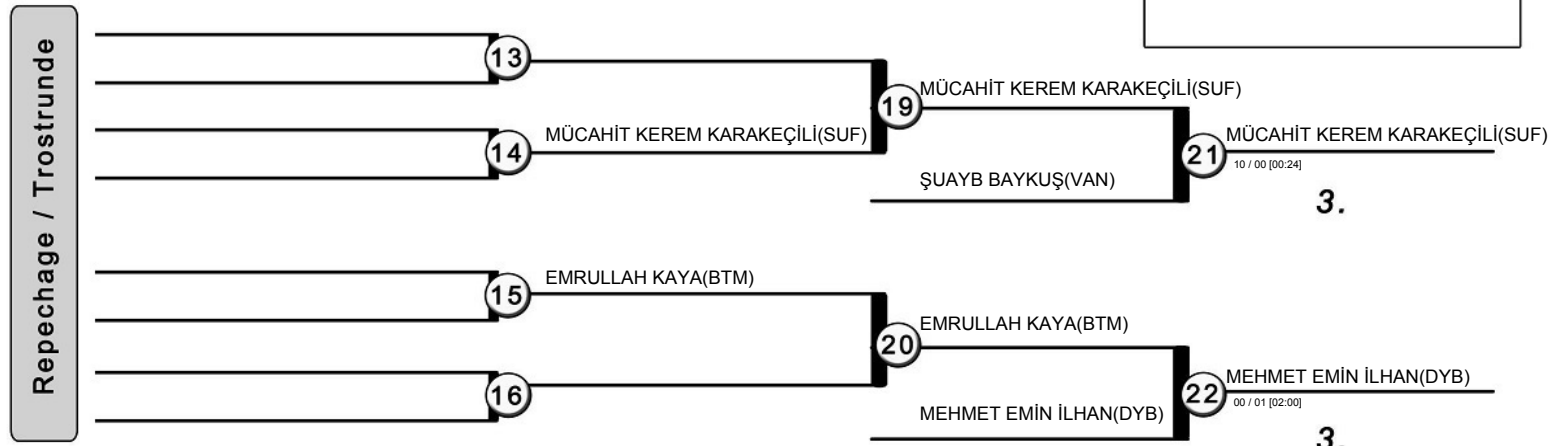 Repechage / Trostrunde
13
14
MÜCAHİT KEREM KARAKEÇİLİ(SUF)
19
MÜCAHİT KEREM KARAKEÇİLİ(SUF)
ŞUAYB BAYKUŞ(VAN)
21
MÜCAHİT KEREM KARAKEÇİLİ(SUF)
10 / 00 [00:24]
3.
15
EMRULLAH KAYA(BTM)
16
20
EMRULLAH KAYA(BTM)
MEHMET EMİN İLHAN(DYB)
22
MEHMET EMİN İLHAN(DYB)
00 / 01 [02:00]
3.